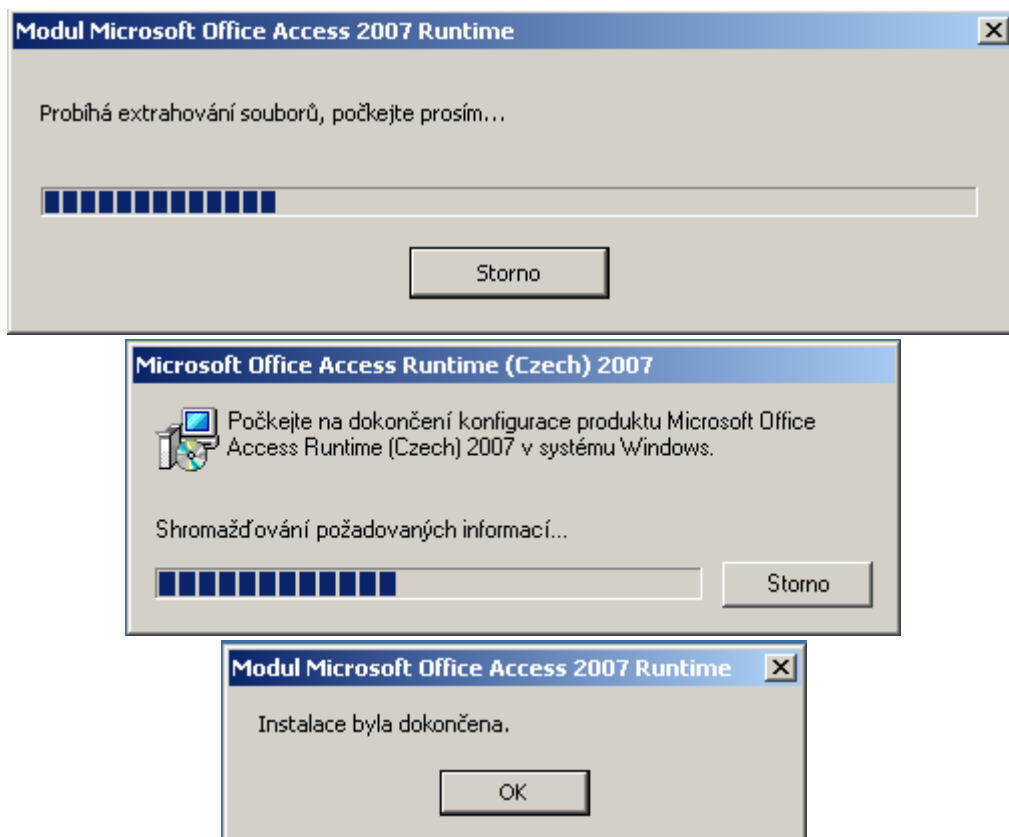 Modul Microsoft Office Access 2007 Runtime
Probíhá extrahování souborů, počkejte prosím...
Storno
Microsoft Office Access Runtime (Czech) 2007
Počkejte na dokončení konfigurace produktu Microsoft Office
Access Runtime (Czech) 2007 v systému Windows.
Shromažďování požadovaných informací...
Storno
Modul Microsoft Office Access 2007 Runtime
Instalace byla dokončena.
OK